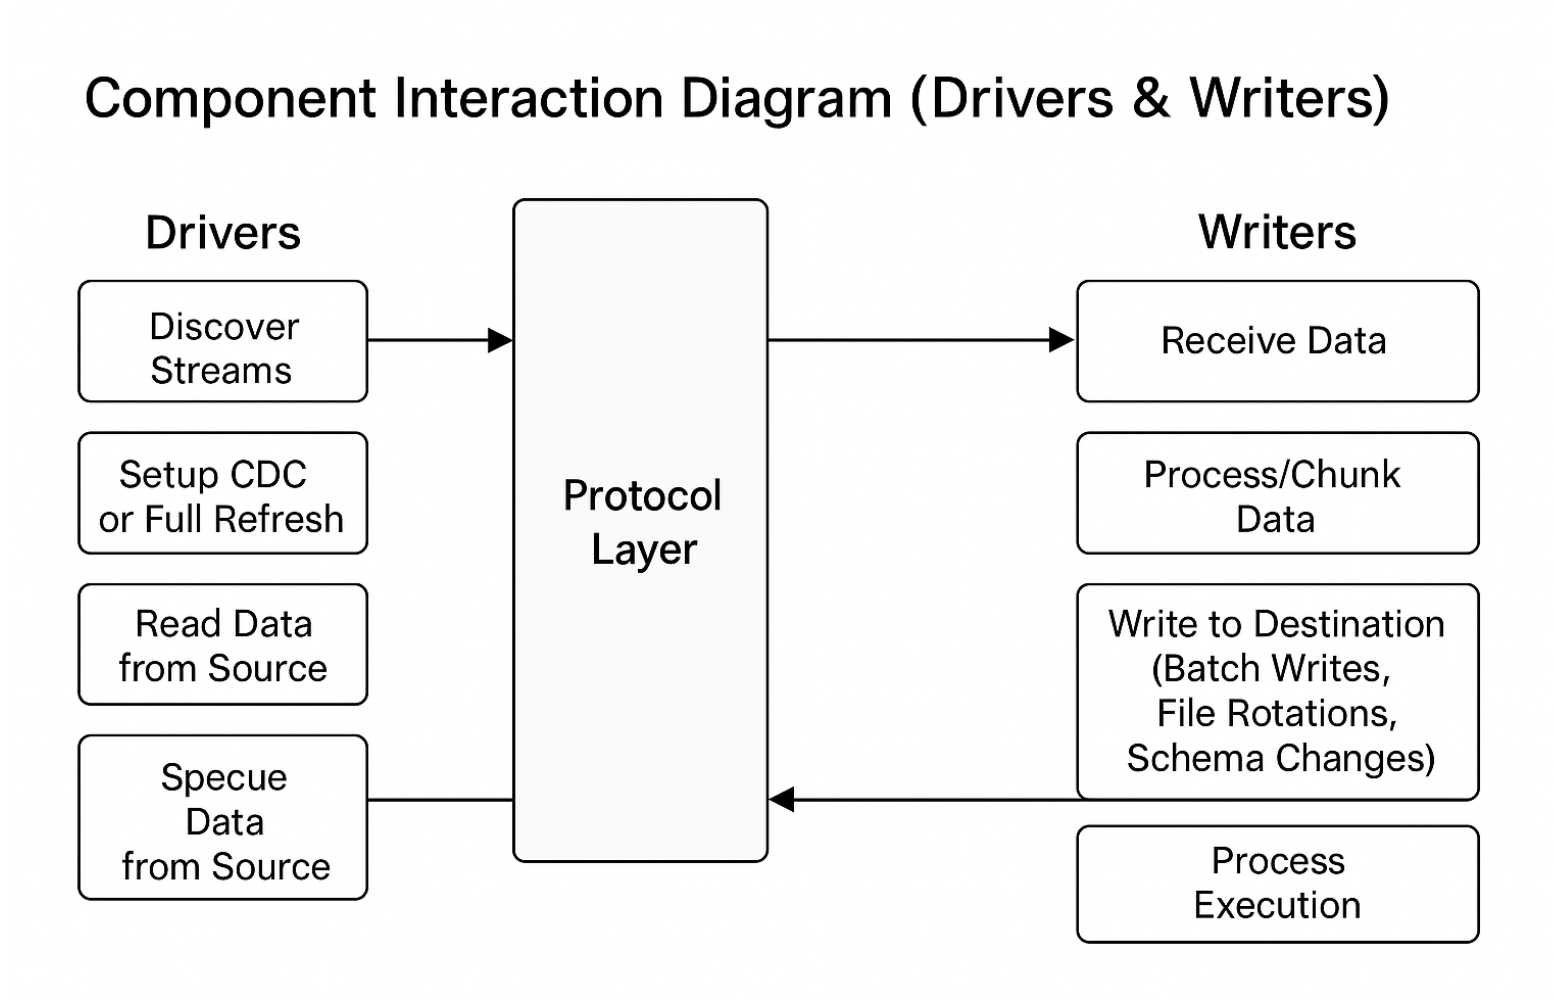 Component Interaction Diagram (Drivers & Writers)
Drivers
Discover
Streams
Setup CDC
or Full Refresh
Read Data
from Source
Specue
Data
from Source
Protocol
Layer
Writers
Receive Data
Process/Chunk
Data
Write to Destination
(Batch Writes,
File Rotations,
Schema Changes)
Process
Execution